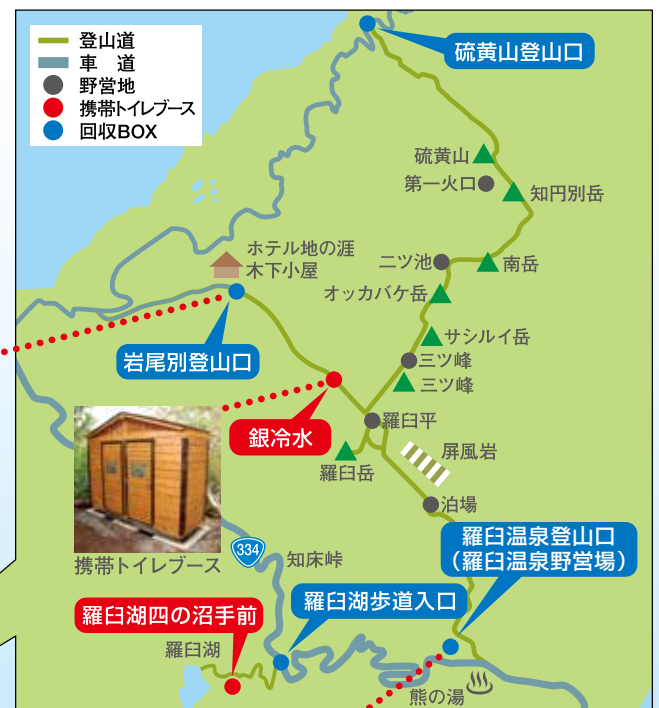 登山道
車　道
野営地
携帯トイレブース
回収BOX
硫黄山登山口
硫黄山
第一火口
知円別岳
ホテル地の涯
木下小屋
二ツ池
南岳
オッカバケ岳
岩尾別登山口
サシルイ岳
三ツ峰
三ツ峰
銀冷水
羅臼平
羅臼岳
屏風岩
泊場
羅臼温泉登山口
（羅臼温泉野営場）
334
知床峠
携帯トイレブース
羅臼湖歩道入口
羅臼湖四の沼手前
羅臼湖
熊の湯